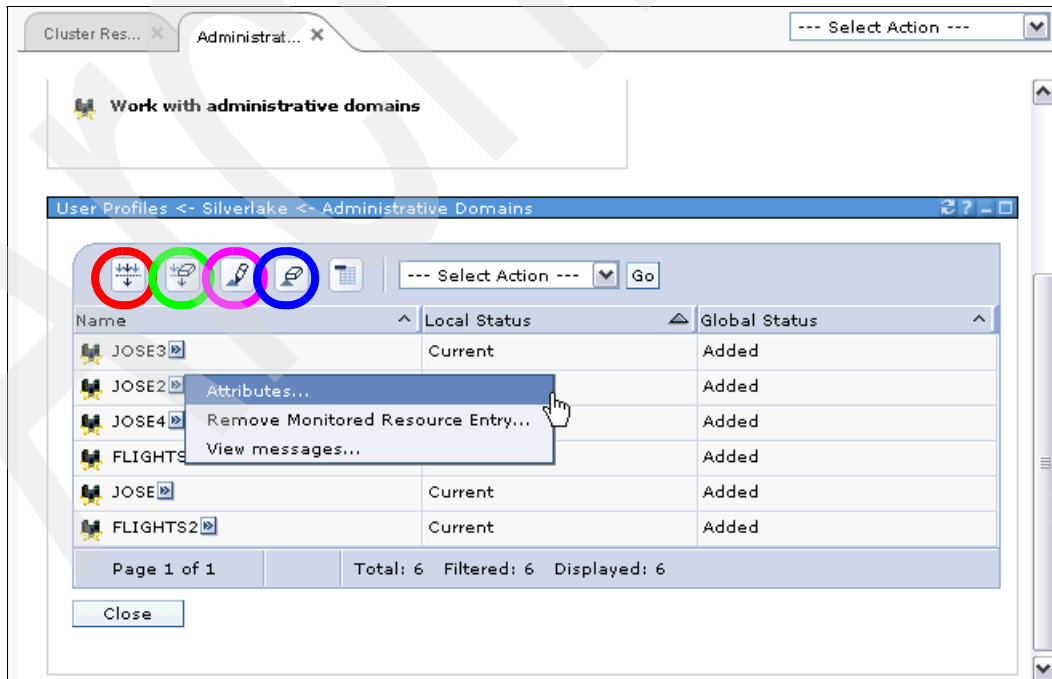 Cluster Res...
Administrat...
--- Select Action ---
Work with administrative domains
User Profiles <- Silverlake <- Administrative Domains
?
--- Select Action --- Go
Name Local Status Global Status
JOSE3 Current Added
JOSE2 Added
Attributes...
JOSE4 Added
Remove Monitored Resource Entry...
FLIGHTS Added
View messages...
JOSE Current Added
FLIGHTS2 Current Added
Page 1 of 1 Total: 6 Filtered: 6 Displayed: 6
Close